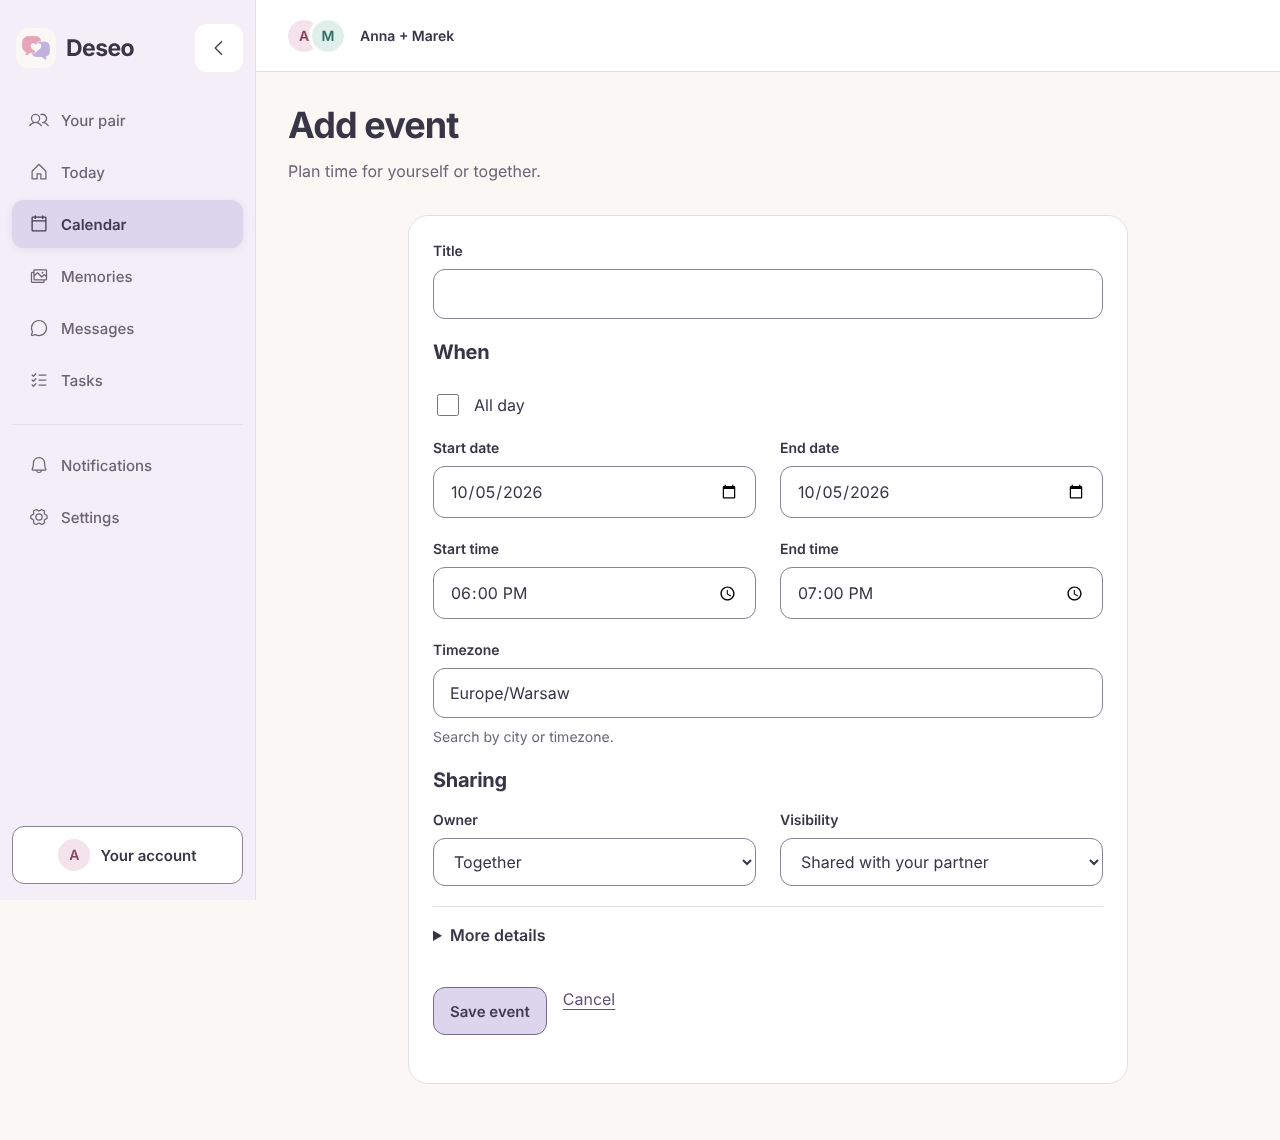 Deseo
A M Anna + Marek
Your pair
Today
Calendar
Memories
Messages
Tasks
Notifications
Settings
A Your account
Add event
Plan time for yourself or together.
Title
When
All day
Start date End date
10/05/2026 10/05/2026
Start time End time
06:00 PM 07:00 PM
Timezone
Europe/Warsaw
Search by city or timezone.
Sharing
Owner Visibility
Together Shared with your partner
More details
Save event Cancel